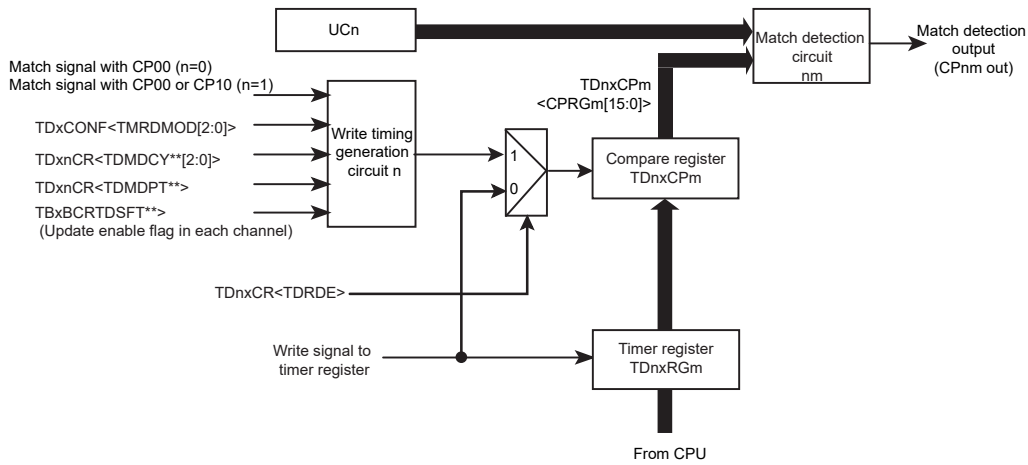 UCn
Match detection
circuit
nm
Match detection
output
(CPnm out)
Match signal with CP00 (n=0)
Match signal with CP00 or CP10 (n=1)
TDxCONF<TMRDMOD[2:0]>
TDxnCR<TDMDCY**[2:0]>
TDxnCR<TDMDPT**>
TBxBCRTDSFT**>
(Update enable flag in each channel)
Write timing
generation
circuit n
1
0
TDnxCPm
<CPRGm[15:0]>
Compare register
TDnxCPm
TDnxCR<TDRDE>
Write signal to
timer register
Timer register
TDnxRGm
From CPU